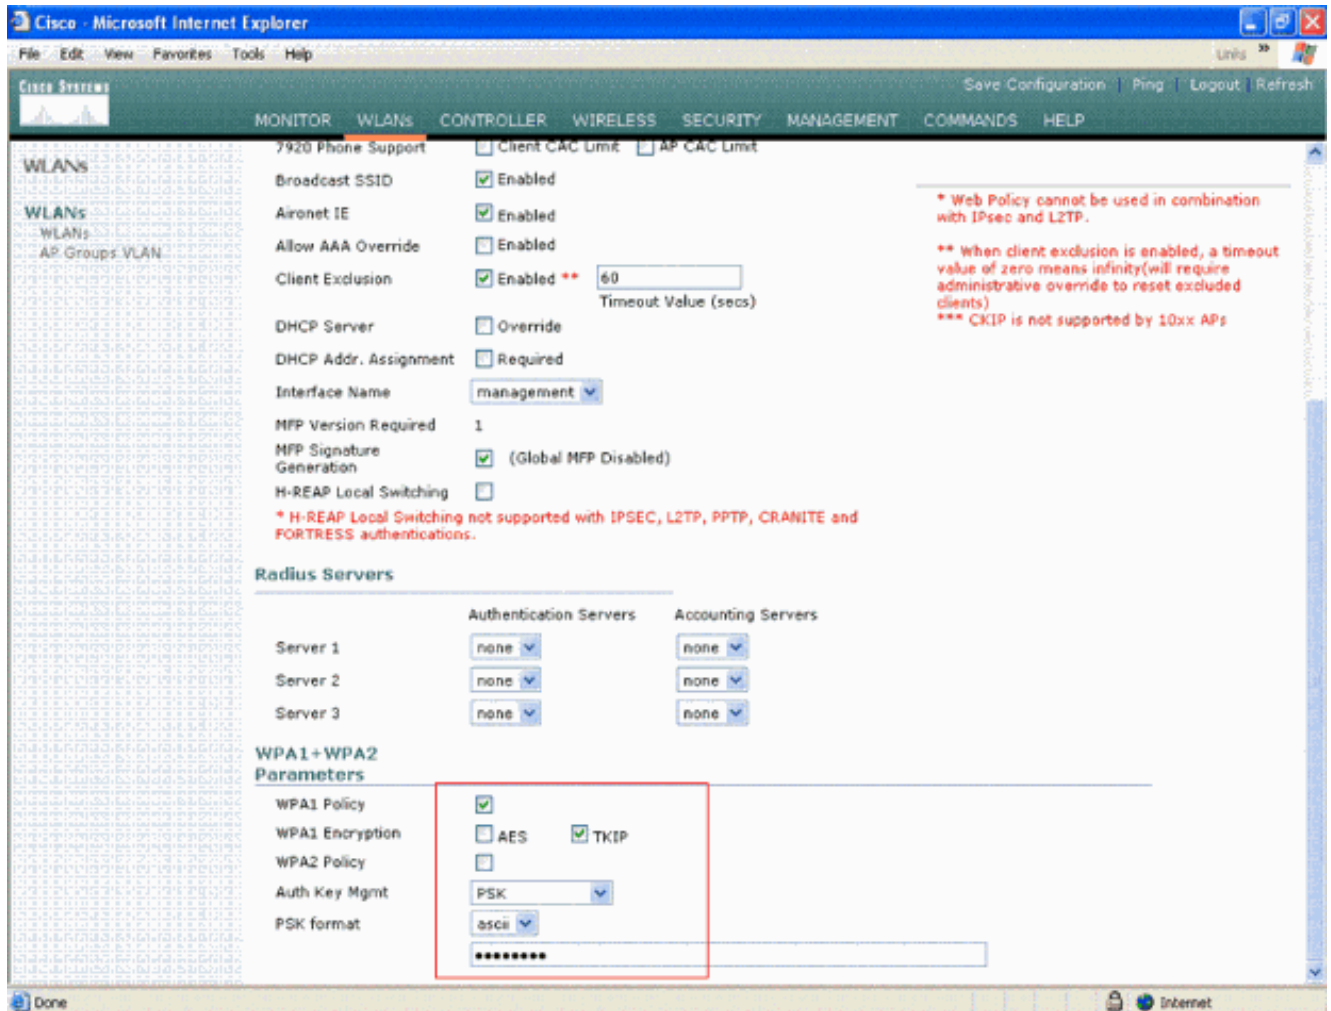 Cisco - Microsoft Internet Explorer
File Edit View Favorites Tools Help
Links »
CISCO SYSTEMS
Save Configuration | Ping | Logout | Refresh
MONITOR WLANs CONTROLLER WIRELESS SECURITY MANAGEMENT COMMANDS HELP
WLANs
WLANs
WLANs
AP Groups VLAN
7920 Phone Support Client CAC Limit AP CAC Limit
Broadcast SSID Enabled
Aironet IE Enabled
Allow AAA Override Enabled
Client Exclusion Enabled ** 60
Timeout Value (secs)
DHCP Server Override
DHCP Addr. Assignment Required
Interface Name management
MFP Version Required 1
MFP Signature
Generation (Global MFP Disabled)
H-REAP Local Switching
* H-REAP Local Switching not supported with IPSEC, L2TP, PPTP, CRANITE and
FORTRESS authentications.
* Web Policy cannot be used in combination
with IPsec and L2TP.
** When client exclusion is enabled, a timeout
value of zero means infinity(will require
administrative override to reset excluded
clients)
*** CKIP is not supported by 10xx APs
Radius Servers
Authentication Servers Accounting Servers
Server 1 none none
Server 2 none none
Server 3 none none
WPA1+WPA2
Parameters
WPA1 Policy
WPA1 Encryption AES TKIP
WPA2 Policy
Auth Key Mgmt PSK
PSK format ascii
••••••••
Done
Internet